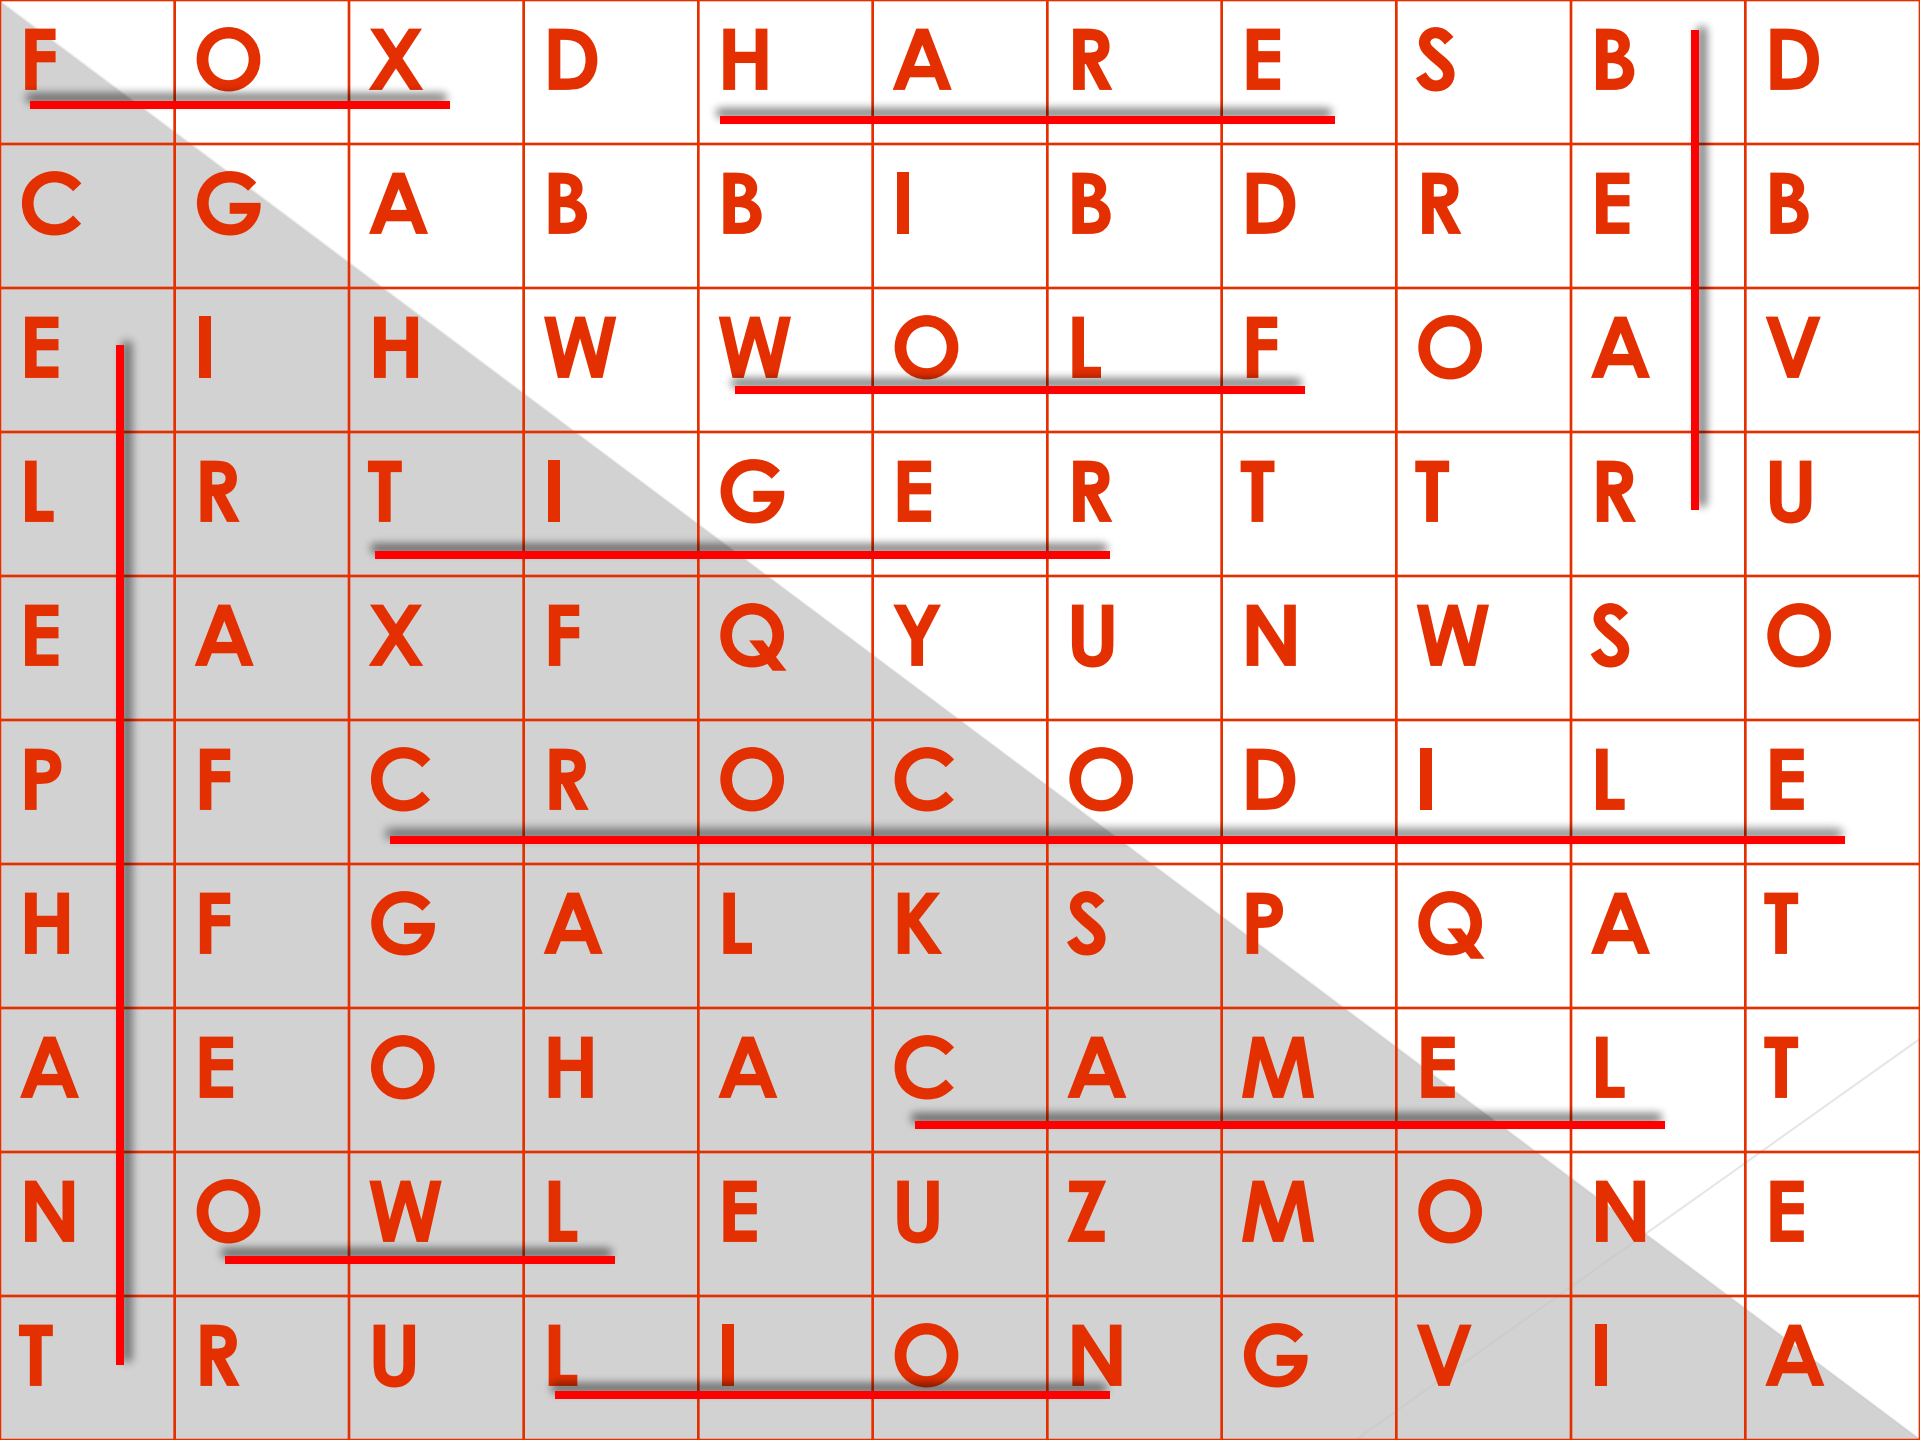 F O X D H A R E S B D
C G A B B I B D R E B
E I H W W O L F O A V
L R T I G E R T T R U
E A X F Q Y U N W S O
P F C R O C O D I L E
H F G A L K S P Q A T
A E O H A C A M E L T
N O W L E U Z M O N E
T R U L I O N G V I A